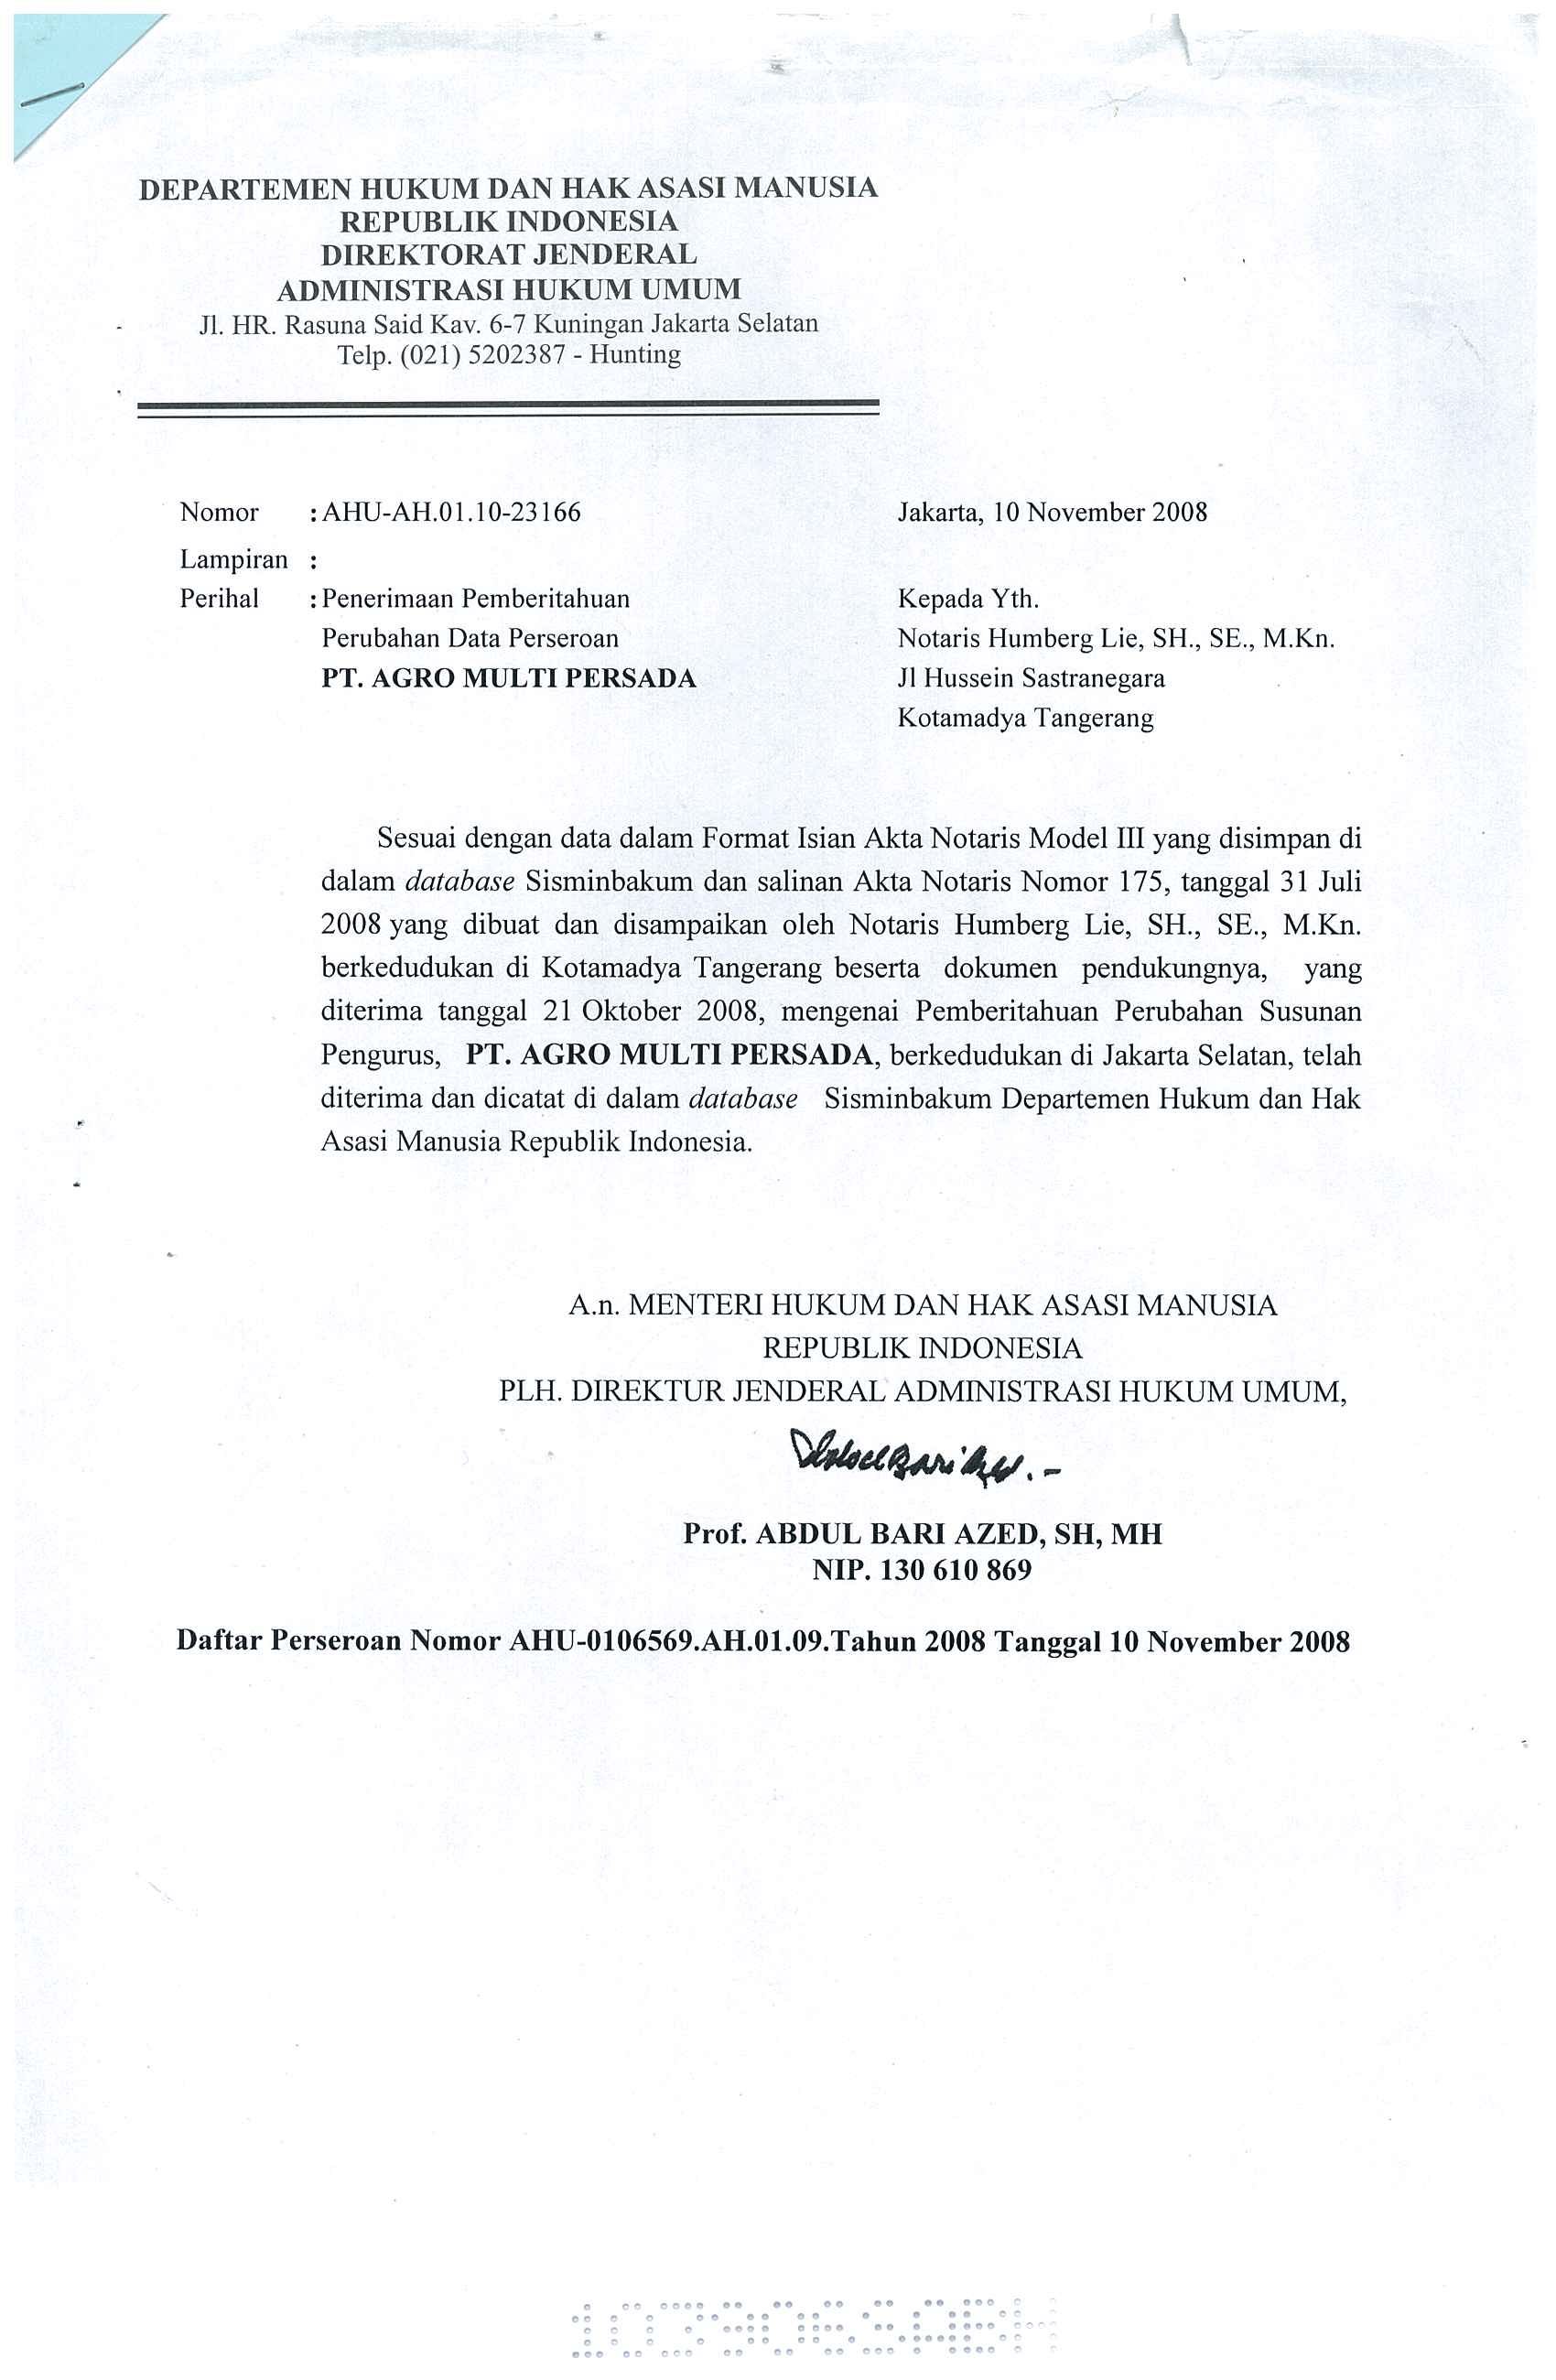 DEPARTEMEN HUKUM DAN HAK ASASI MANUSIA
REPUBLIK INDONESIA
DIREKTORAT JENDERAL
ADMINISTRASI HUKUM UMUM
Jl. HR. Rasuna Said Kav. 6-7 Kuningan Jakarta Selatan
Telp. (021) 5202387 - Hunting
Nomor : AHU-AH.01.10-23166
Jakarta, 10 November 2008
Lampiran :
Perihal : Penerimaan Pemberitahuan
Perubahan Data Perseroan
PT. AGRO MULTI PERSADA
Kepada Yth.
Notaris Humberg Lie, SH., SE., M.Kn.
Jl Hussein Sastranegara
Kotamadya Tangerang
Sesuai dengan data dalam Format Isian Akta Notaris Model III yang disimpan di
dalam database Sisminbakum dan salinan Akta Notaris Nomor 175, tanggal 31 Juli
2008 yang dibuat dan disampaikan oleh Notaris Humberg Lie, SH., SE., M.Kn.
berkedudukan di Kotamadya Tangerang beserta dokumen pendukungnya, yang
diterima tanggal 21 Oktober 2008, mengenai Pemberitahuan Perubahan Susunan
Pengurus, PT. AGRO MULTI PERSADA, berkedudukan di Jakarta Selatan, telah
diterima dan dicatat di dalam database Sisminbakum Departemen Hukum dan Hak
Asasi Manusia Republik Indonesia.
A.n. MENTERI HUKUM DAN HAK ASASI MANUSIA
REPUBLIK INDONESIA
PLH. DIREKTUR JENDERAL ADMINISTRASI HUKUM UMUM,
Prof. ABDUL BARI AZED, SH, MH
NIP. 130 610 869
Daftar Perseroan Nomor AHU-0106569.AH.01.09.Tahun 2008 Tanggal 10 November 2008